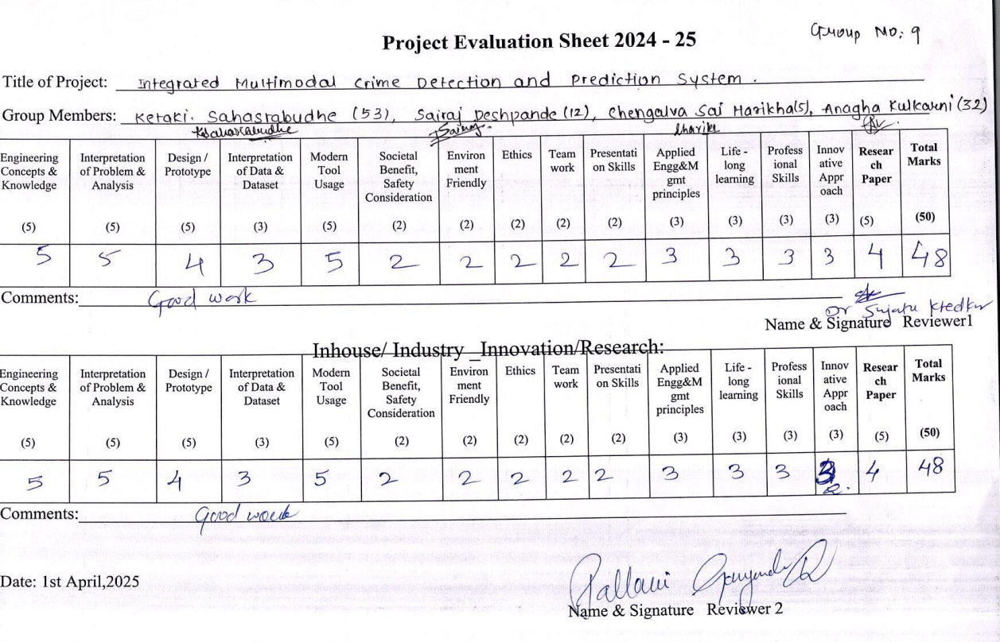 Group No: 9
Project Evaluation Sheet 2024 - 25
Title of Project: Integrated Multimodal Crime Detection and Prediction System.
Group Members: Ketaki. Sahasrabudhe (53), Sairaj Deshpande (12), Chengalva Sai Harikha(5), Anagha Kulkarni (32)
Engineering Concepts & Knowledge (5) Interpretation of Problem & Analysis (5) Design / Prototype (5) Interpretation of Data & Dataset (3) Modern Tool Usage (5) Societal Benefit, Safety Consideration (2) Environ ment Friendly (2) Ethics (2) Team work (2) Presentati on Skills (2) Applied Engg&M gmt principles (3) Life - long learning (3) Profess ional Skills (3) Innov ative Appr oach (3) Resear ch Paper (5) Total Marks (50)
5 5 4 3 5 2 2 2 2 2 3 3 3 3 4 48
Comments: Good work
Dr Sujata
Name & Signature Reviewer1
Inhouse/ Industry _Innovation/Research:
Engineering Concepts & Knowledge (5) Interpretation of Problem & Analysis (5) Design / Prototype (5) Interpretation of Data & Dataset (3) Modern Tool Usage (5) Societal Benefit, Safety Consideration (2) Environ ment Friendly (2) Ethics (2) Team work (2) Presentati on Skills (2) Applied Engg&M gmt principles (3) Life - long learning (3) Profess ional Skills (3) Innov ative Appr oach (3) Resear ch Paper (5) Total Marks (50)
5 5 4 3 5 2 2 2 2 2 3 3 3 3 4 48
Comments: Good work
Date: 1st April,2025
Pallavi
Name & Signature Reviewer 2